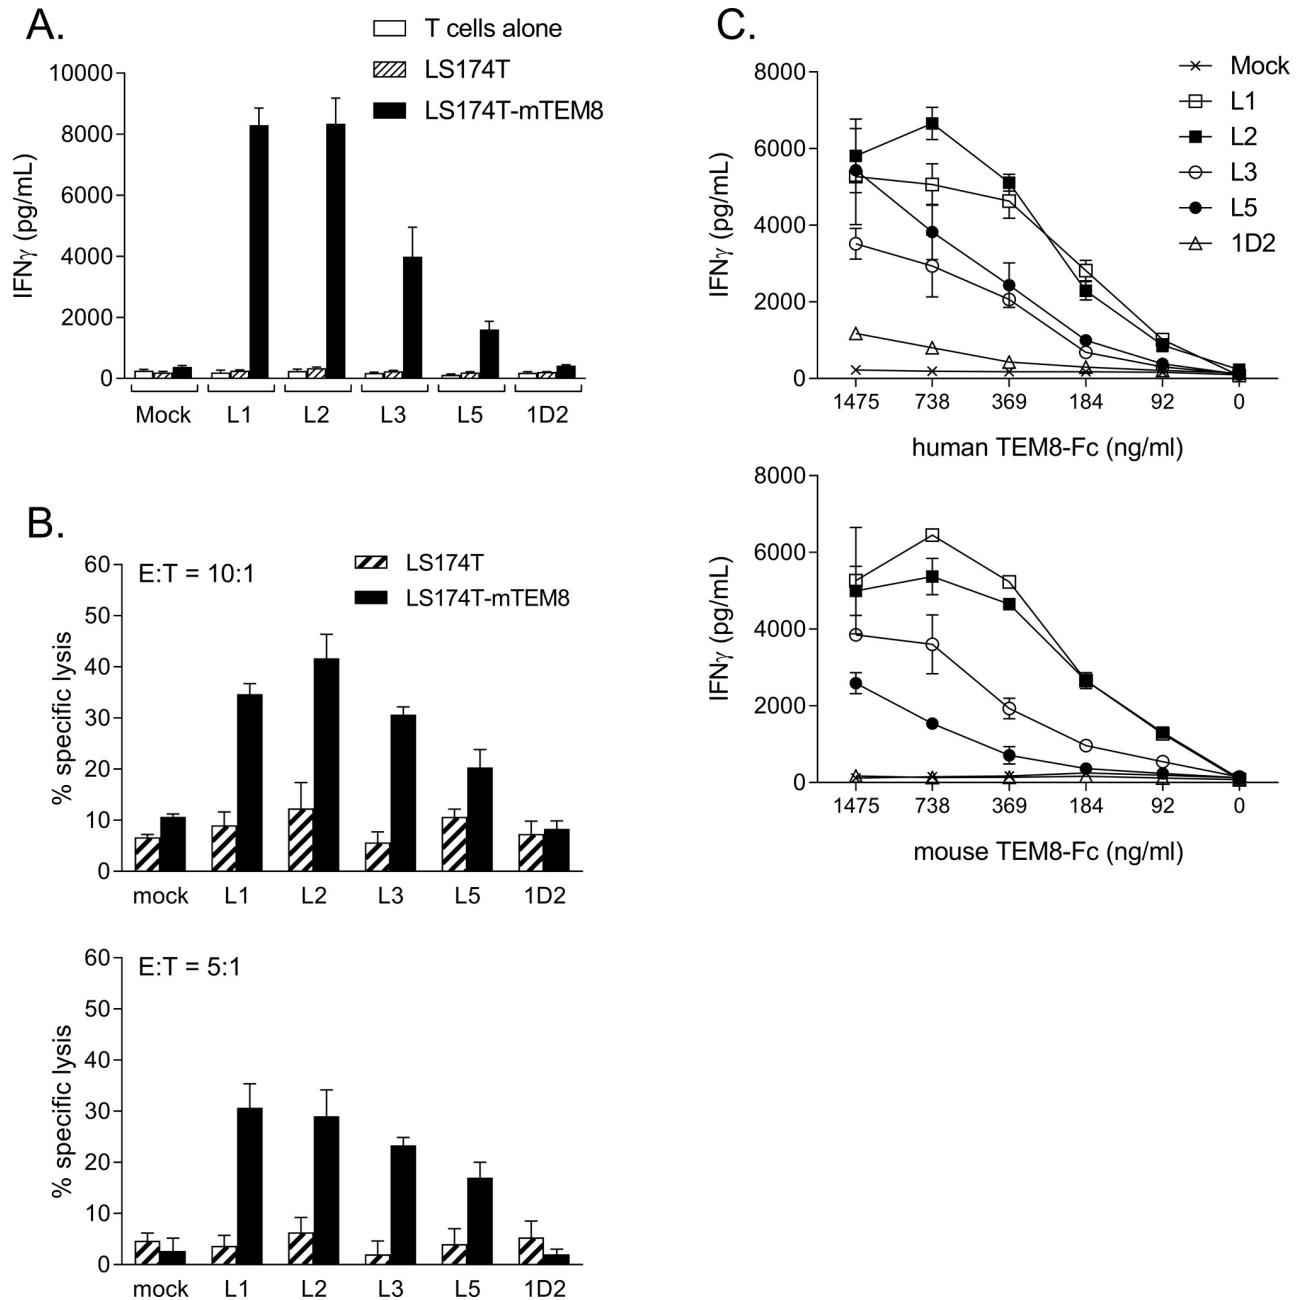 A.
T cells alone
LS174T
LS174T-mTEM8
IFNγ (pg/mL)
10000
8000
6000
4000
2000
0
Mock L1 L2 L3 L5 1D2
B.
E:T = 10:1
LS174T
LS174T-mTEM8
% specific lysis
60
50
40
30
20
10
0
mock L1 L2 L3 L5 1D2
E:T = 5:1
% specific lysis
60
50
40
30
20
10
0
mock L1 L2 L3 L5 1D2
C.
Mock
L1
L2
L3
L5
1D2
IFNγ (pg/mL)
8000
6000
4000
2000
0
1475 738 369 184 92 0
human TEM8-Fc (ng/ml)
IFNγ (pg/mL)
8000
6000
4000
2000
0
1475 738 369 184 92 0
mouse TEM8-Fc (ng/ml)